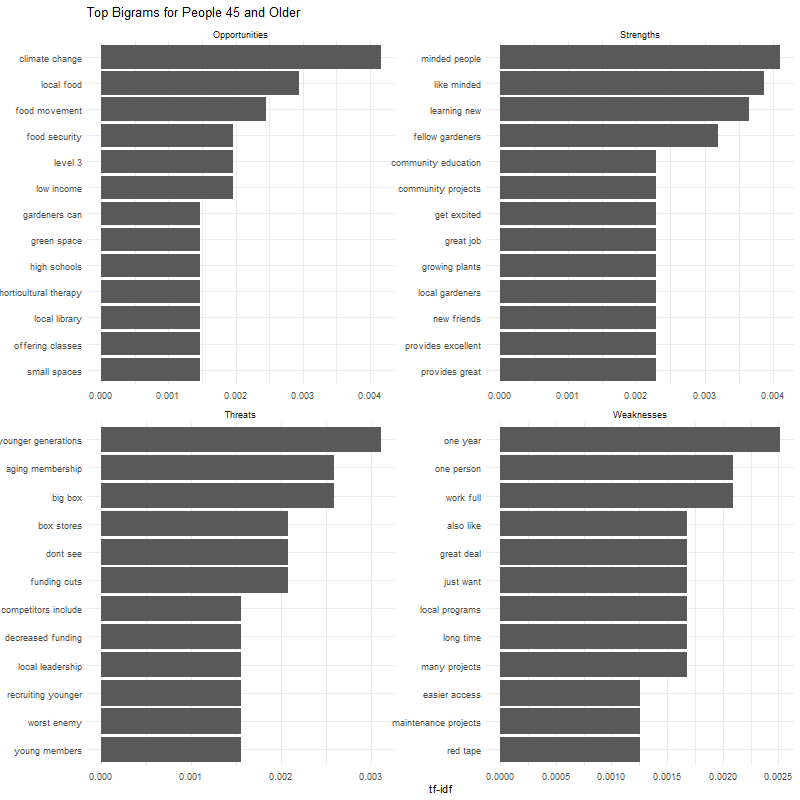 Top Bigrams for People 45 and Older
Opportunities
climate change
local food
food movement
food security
level 3
low income
gardeners can
green space
high schools
horticultural therapy
local library
offering classes
small spaces
0.000 0.001 0.002 0.003 0.004
Strengths
minded people
like minded
learning new
fellow gardeners
community education
community projects
get excited
great job
growing plants
local gardeners
new friends
provides excellent
provides great
0.000 0.001 0.002 0.003 0.004
Threats
younger generations
aging membership
big box
box stores
dont see
funding cuts
competitors include
decreased funding
local leadership
recruiting younger
worst enemy
young members
0.000 0.001 0.002 0.003
Weaknesses
one year
one person
work full
also like
great deal
just want
local programs
long time
many projects
easier access
maintenance projects
red tape
0.0000 0.0005 0.0010 0.0015 0.0020 0.0025
tf-idf